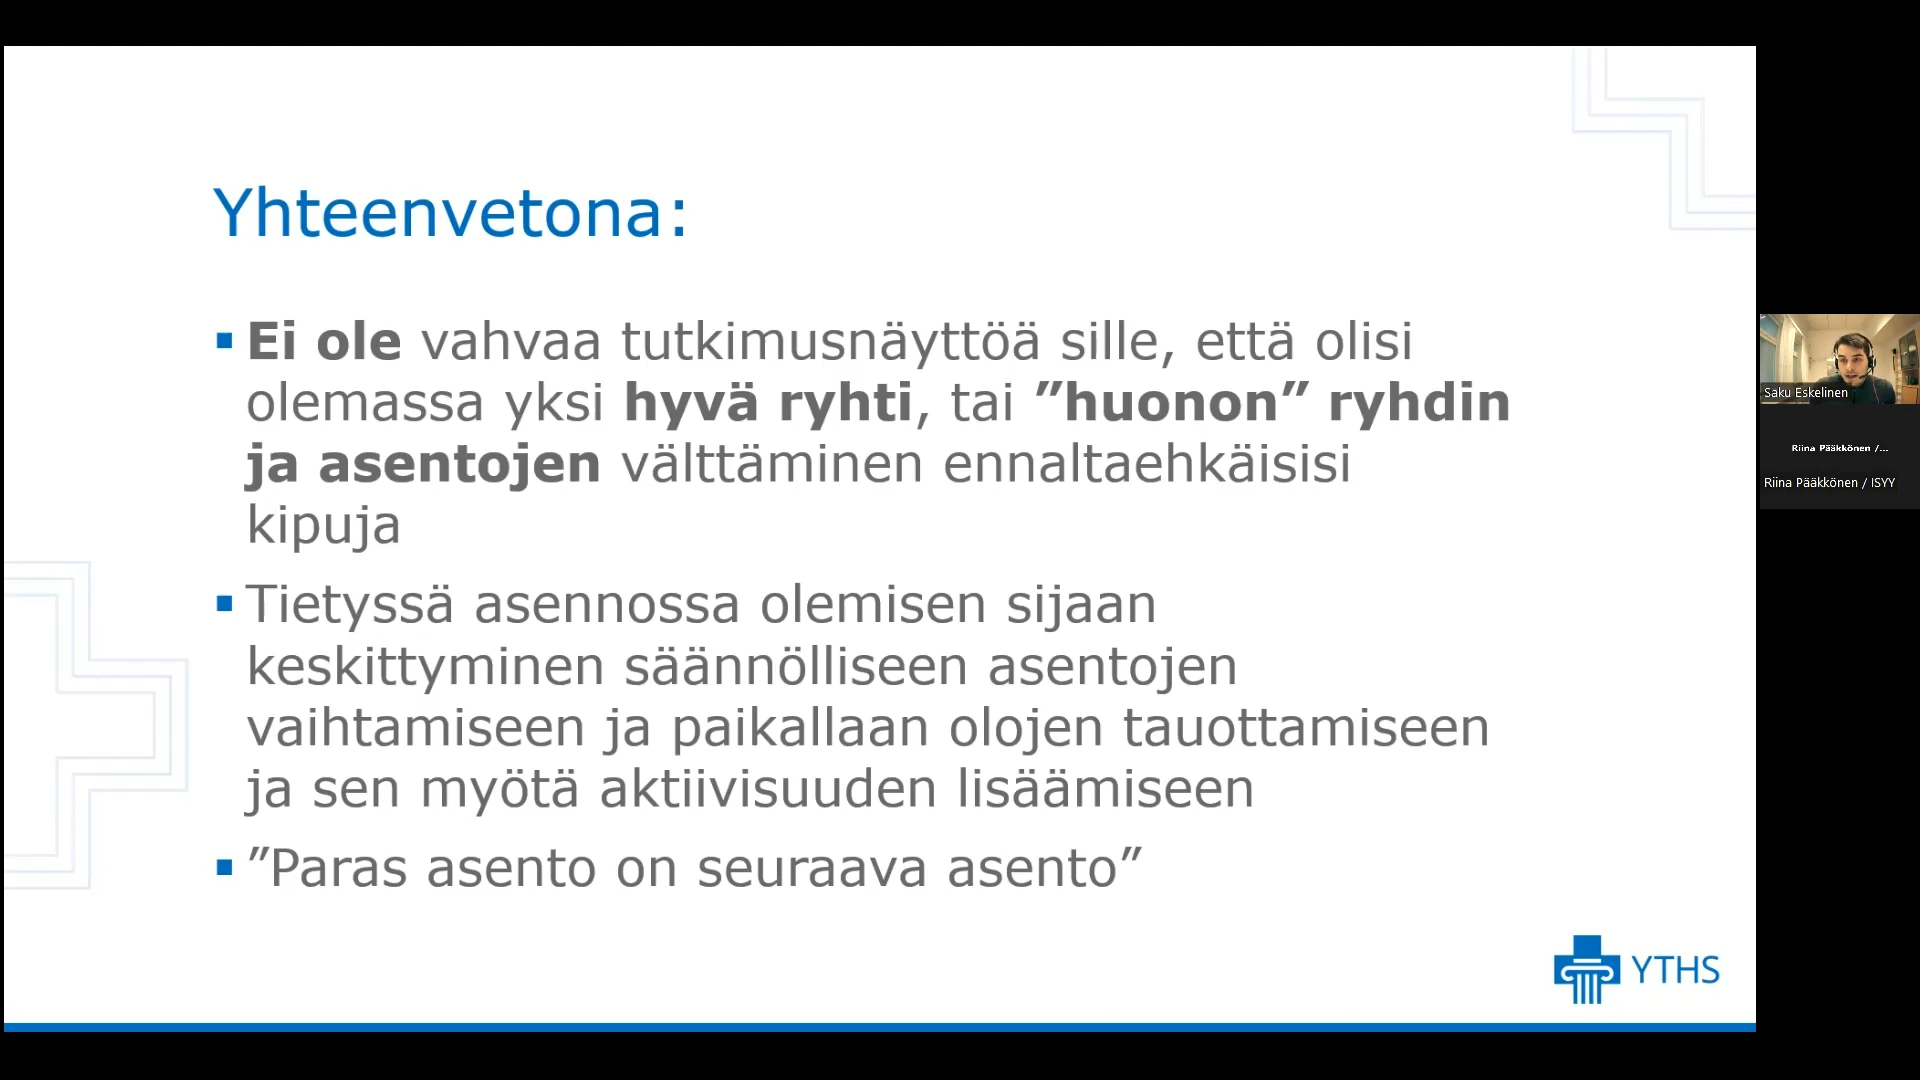 Yhteenvetona:
▪ Ei ole vahvaa tutkimusnäyttöä sille, että olisi
olemassa yksi hyvä ryhti, tai ”huonon” ryhdin
ja asentojen välttäminen ennaltaehkäisisi
kipuja
▪ Tietyssä asennossa olemisen sijaan
keskittyminen säännölliseen asentojen
vaihtamiseen ja paikallaan olojen tauottamiseen
ja sen myötä aktiivisuuden lisäämiseen
▪ ”Paras asento on seuraava asento”
YTHS
Saku Eskelinen
Riina Pääkkönen /...
Riina Pääkkönen / ISYY